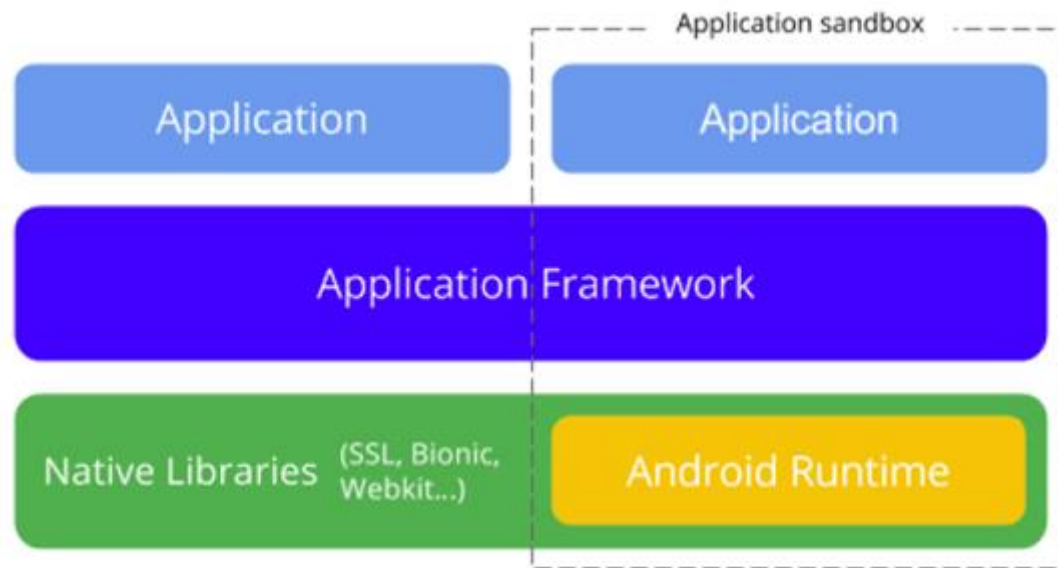 Application sandbox
Application
Application
Application Framework
Native Libraries
(SSL, Bionic,
Webkit...)
Android Runtime